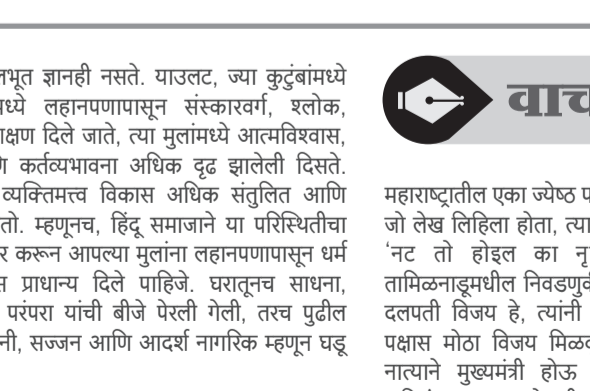 ज्ञानही नसते. याउलट, ज्या कुटुंबांमध्ये
लहानपणापासून संस्कारवर्ग, श्लोक,
दिले जाते, त्या मुलांमध्ये आत्मविश्वास,
कर्तव्यभावना अधिक दृढ झालेली दिसते.
व्यक्तिमत्त्व विकास अधिक संतुलित आणि
म्हणूनच, हिंदू समाजाने या परिस्थितीचा
करून आपल्या मुलांना लहानपणापासून धर्म
प्राधान्य दिले पाहिजे. घरातूनच साधना,
परंपरा यांची बीजे पेरली गेली, तरच पुढील
सज्जन आणि आदर्श नागरिक म्हणून घडू
महाराष्ट्रातील एका ज्येष्ठ
जो लेख लिहिला होता,
‘नट तो होइल का
तामिळनाडूमधील
दलपती विजय हे, त्यांनी
पक्षास मोठा विजय
नात्याने मुख्यमंत्री होऊ